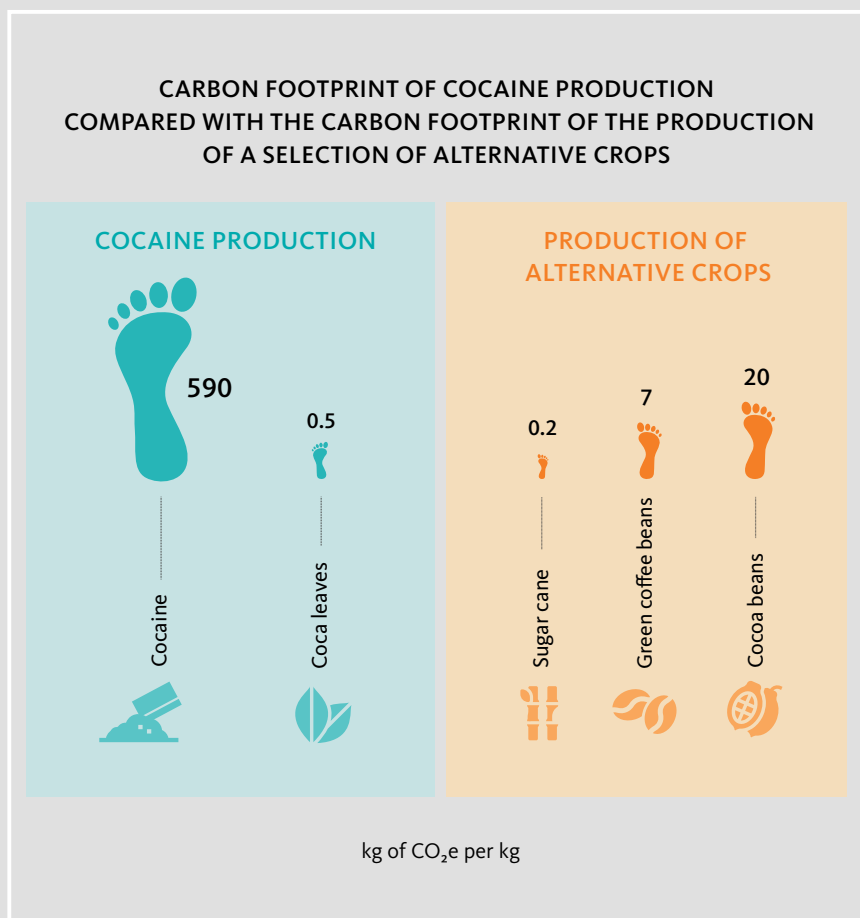 CARBON FOOTPRINT OF COCAINE PRODUCTION
COMPARED WITH THE CARBON FOOTPRINT OF THE PRODUCTION
OF A SELECTION OF ALTERNATIVE CROPS
COCAINE PRODUCTION
590
0.5
Cocaine
Coca leaves
PRODUCTION OF
ALTERNATIVE CROPS
0.2
7
20
Sugar cane
Green coffee beans
Cocoa beans
kg of CO₂e per kg